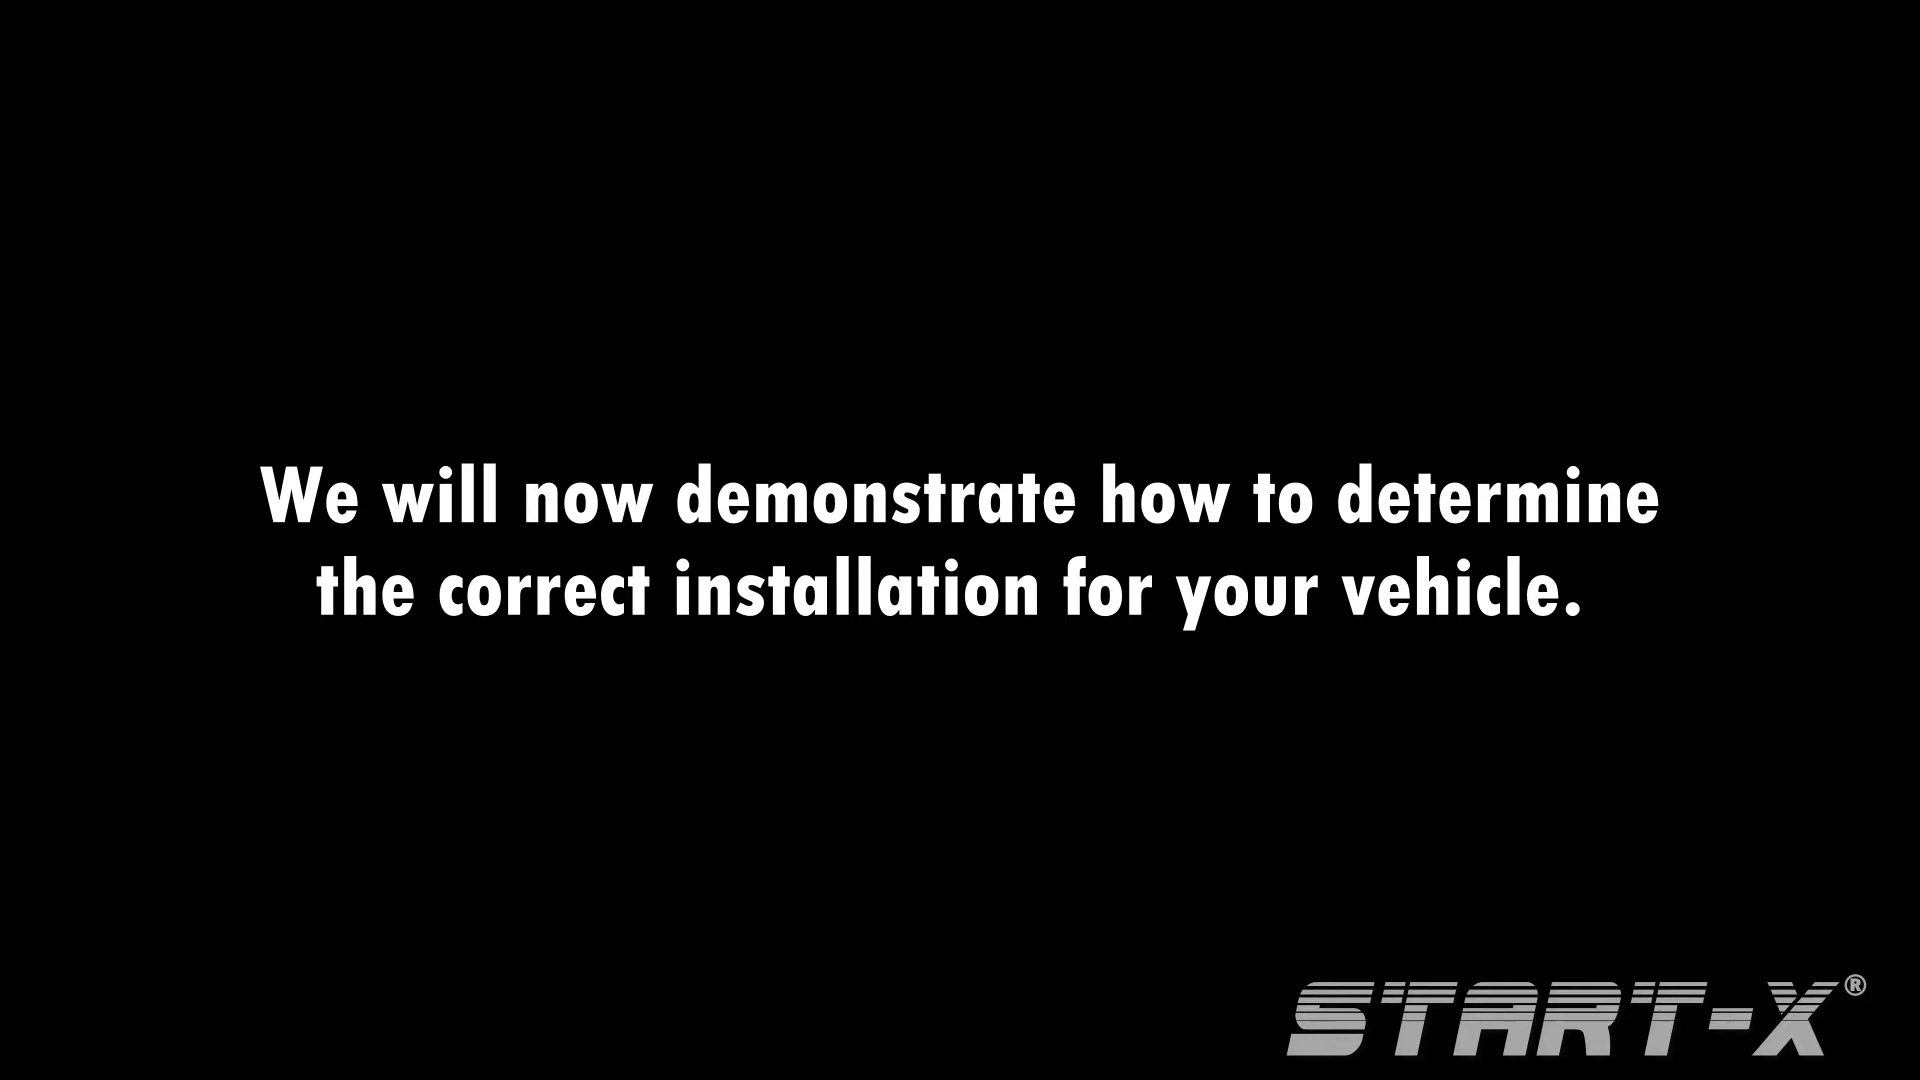 We will now demonstrate how to determine
the correct installation for your vehicle.
START-X®